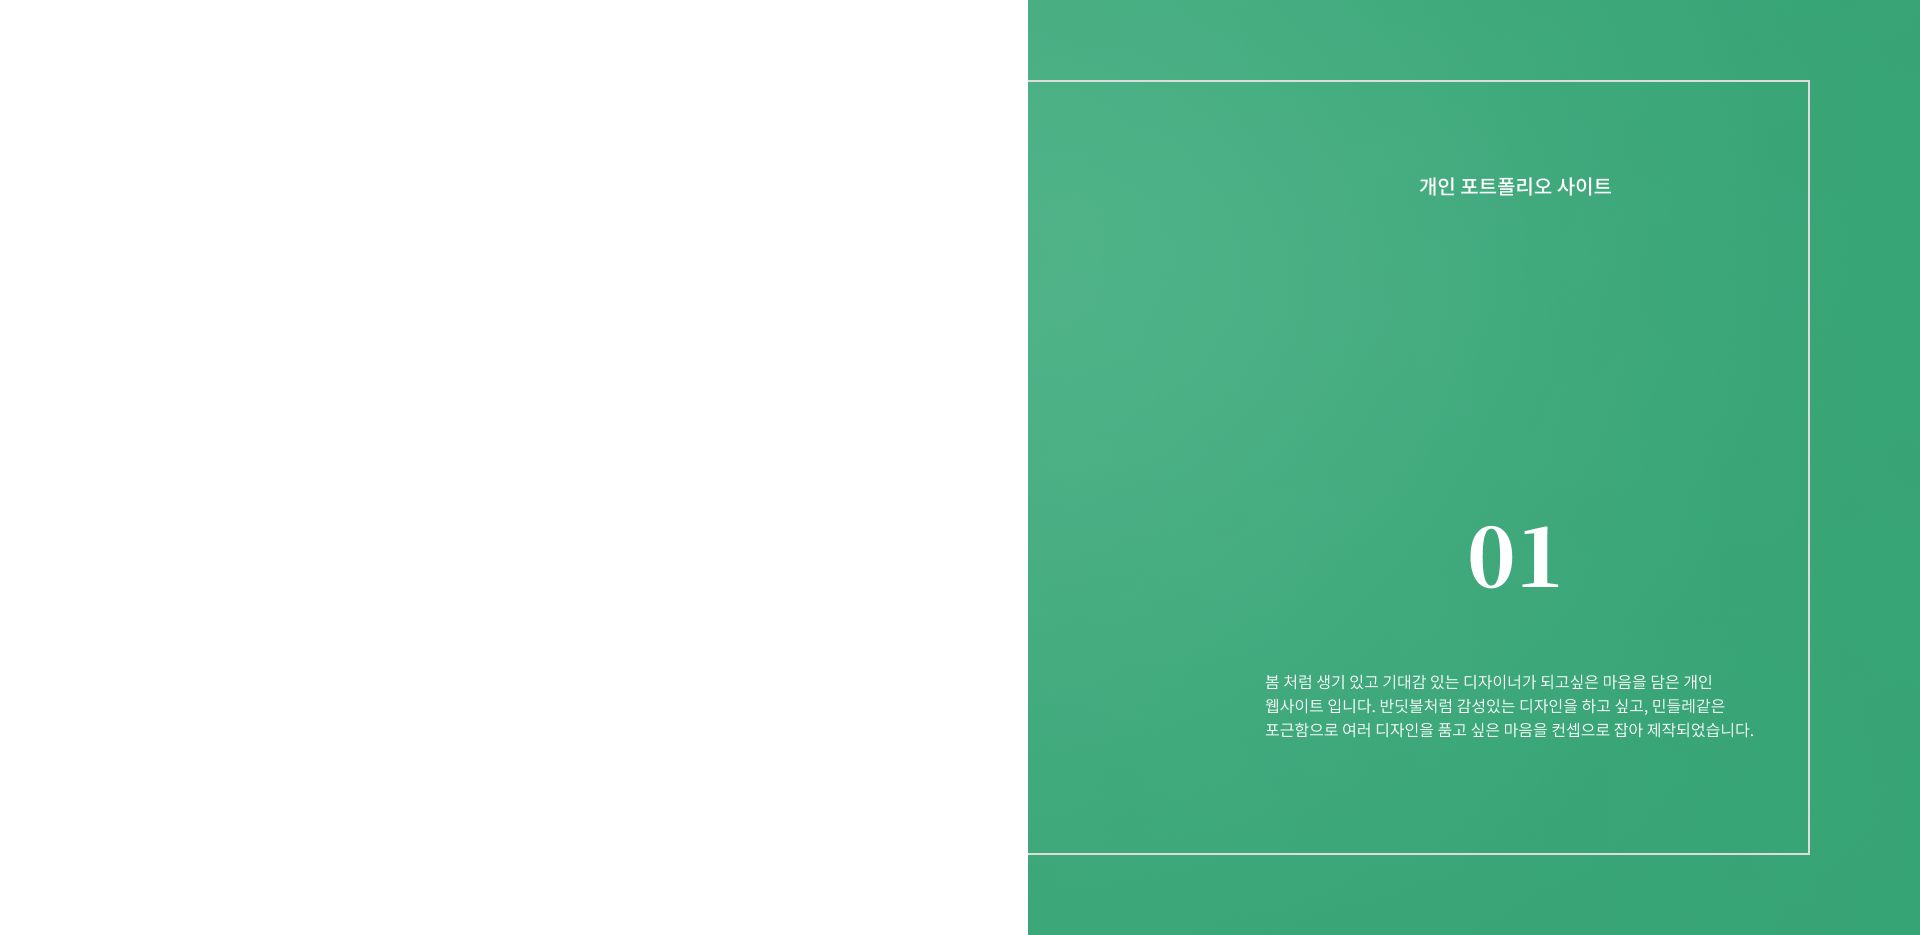 개인 포트폴리오 사이트
01
봄 처럼 생기 있고 기대감 있는 디자이너가 되고싶은 마음을 담은 개인
웹사이트 입니다. 반딧불처럼 감성있는 디자인을 하고 싶고, 민들레같은
포근함으로 여러 디자인을 품고 싶은 마음을 컨셉으로 잡아 제작되었습니다.